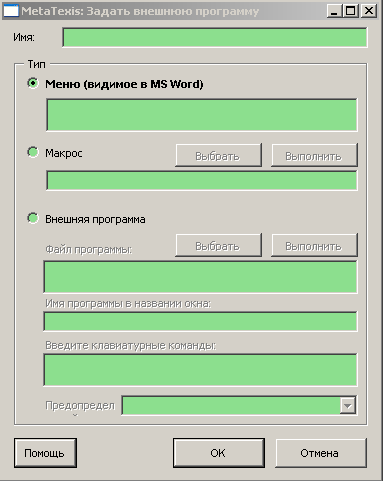 MetaTexis: Задать внешнюю программу
Имя:
Тип
Меню (видимое в MS Word)
Макрос
Выбрать
Выполнить
Внешняя программа
Файл программы:
Выбрать
Выполнить
Имя программы в названии окна:
Введите клавиатурные команды:
Предопредел
Помощь
OK
Отмена